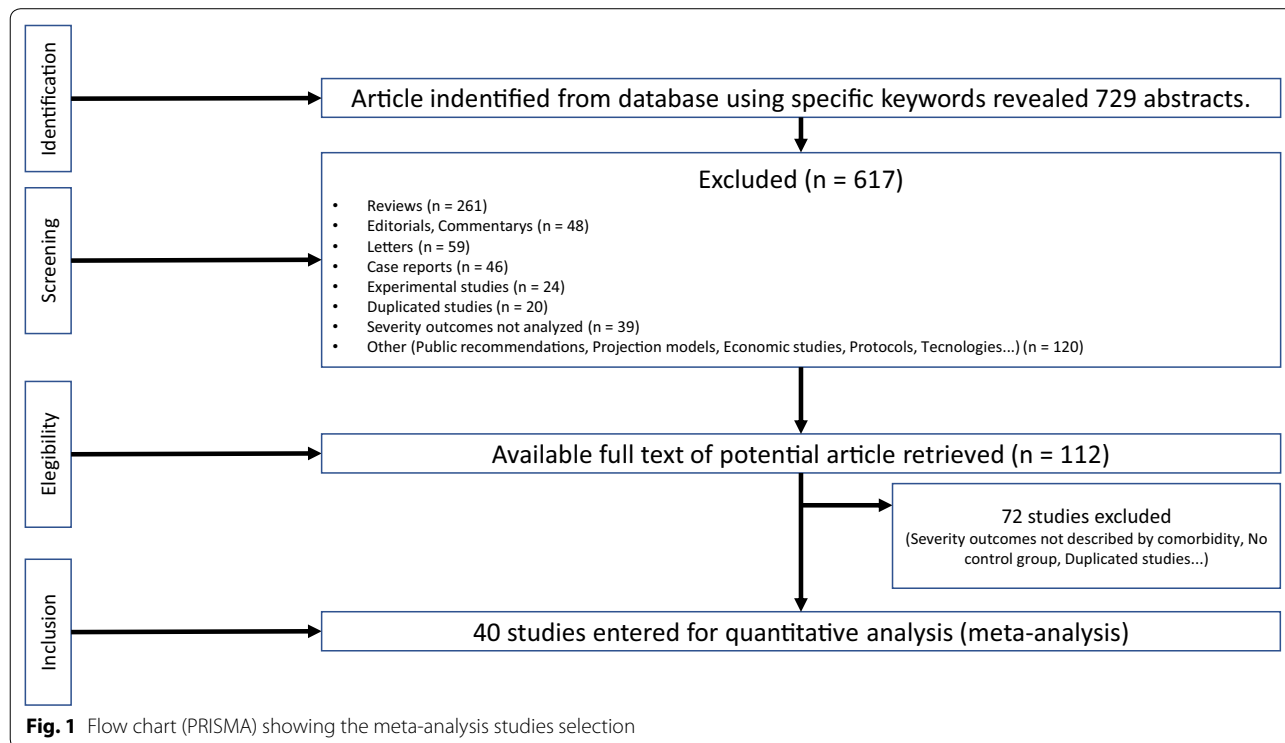 Identification
Article indentified from database using specific keywords revealed 729 abstracts.
Screening
Excluded (n = 617)
• Reviews (n = 261)
• Editorials, Commentarys (n = 48)
• Letters (n = 59)
• Case reports (n = 46)
• Experimental studies (n = 24)
• Duplicated studies (n = 20)
• Severity outcomes not analyzed (n = 39)
• Other (Public recommendations, Projection models, Economic studies, Protocols, Tecnologies...) (n = 120)
Elegibility
Available full text of potential article retrieved (n = 112)
72 studies excluded
(Severity outcomes not described by comorbidity, No
control group, Duplicated studies...)
Inclusion
40 studies entered for quantitative analysis (meta-analysis)
Fig. 1 Flow chart (PRISMA) showing the meta-analysis studies selection